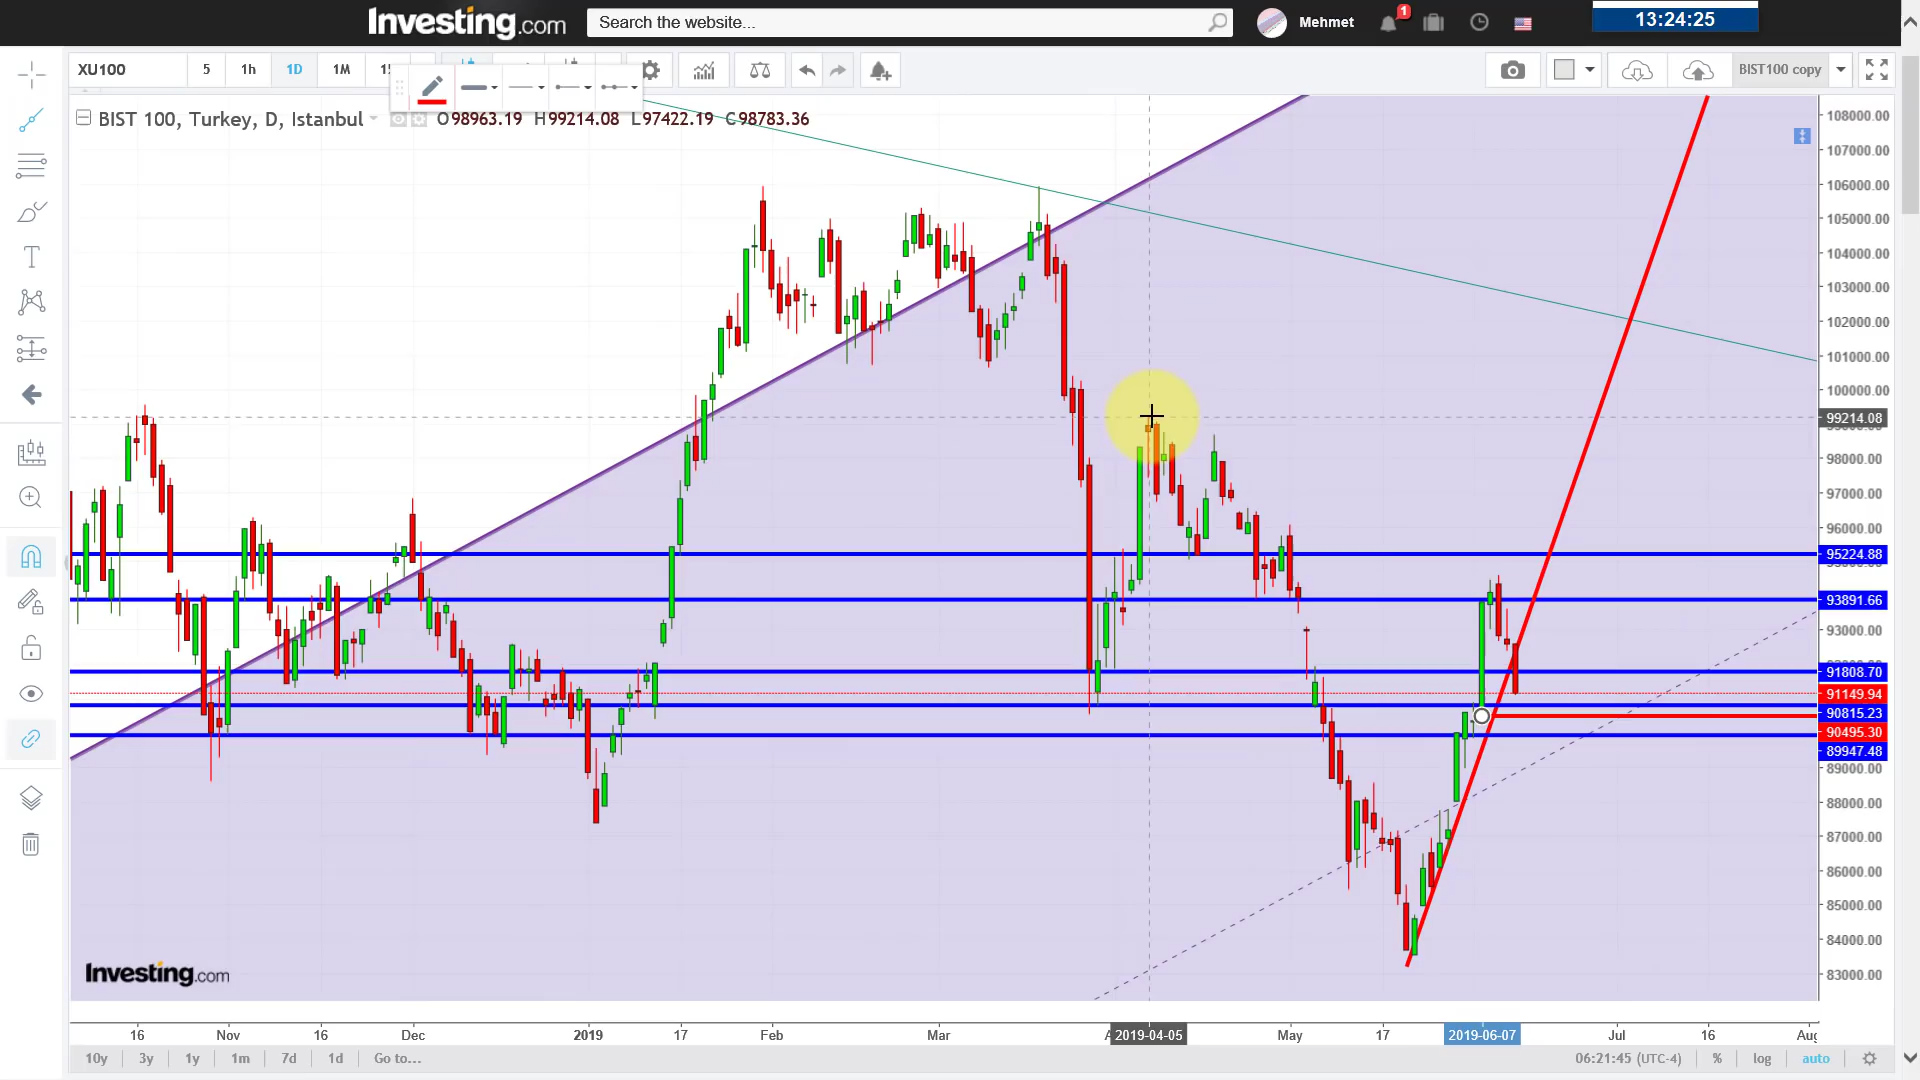 Investing.com
Search the website...
Mehmet
1
13:24:25
XU100
5
1h
1D
1M
BIST100 copy
BIST 100, Turkey, D, Istanbul
O98963.19 H99214.08 L97422.19 C98783.36
108000.00
107000.00
106000.00
105000.00
104000.00
103000.00
102000.00
101000.00
100000.00
99214.08
98000.00
97000.00
96000.00
95224.88
93891.66
93000.00
91808.70
91149.94
90815.23
90495.30
89947.48
89000.00
88000.00
87000.00
86000.00
85000.00
84000.00
83000.00
Investing.com
16
Nov
16
Dec
2019
17
Feb
Mar
2019-04-05
May
17
2019-06-07
Jul
16
10y
3y
1y
1m
7d
1d
Go to...
06:21:45 (UTC-4)
%
log
auto